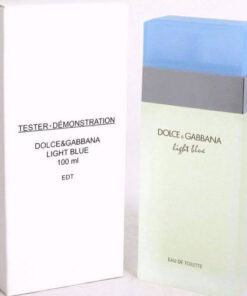 TESTER·DÉMONSTRATION
DOLCE&GABBANA
LIGHT BLUE
100 ml
EDT
DOLCE&GABBANA
light blue
EAU DE TOILETTE